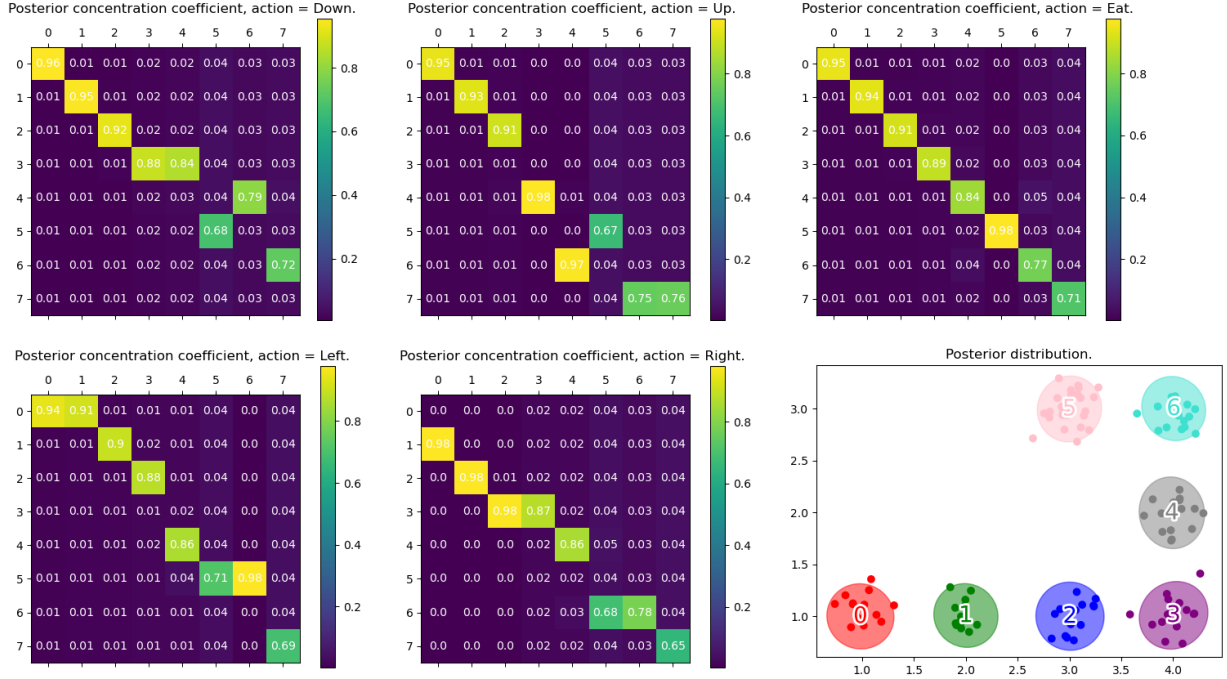 Posterior concentration coefficient, action = Down.
0 1 2 3 4 5 6 7
0 0.96 0.01 0.01 0.02 0.02 0.04 0.03 0.03
1 0.01 0.95 0.01 0.02 0.02 0.04 0.03 0.03
2 0.01 0.01 0.92 0.02 0.02 0.04 0.03 0.03
3 0.01 0.01 0.01 0.88 0.84 0.04 0.03 0.03
4 0.01 0.01 0.01 0.02 0.03 0.04 0.79 0.04
5 0.01 0.01 0.01 0.02 0.02 0.68 0.03 0.03
6 0.01 0.01 0.01 0.02 0.02 0.04 0.03 0.72
7 0.01 0.01 0.01 0.02 0.02 0.04 0.03 0.03
0.8
0.6
0.4
0.2
Posterior concentration coefficient, action = Up.
0 1 2 3 4 5 6 7
0 0.95 0.01 0.01 0.0 0.0 0.04 0.03 0.03
1 0.01 0.93 0.01 0.0 0.0 0.04 0.03 0.03
2 0.01 0.01 0.91 0.0 0.0 0.04 0.03 0.03
3 0.01 0.01 0.01 0.0 0.0 0.04 0.03 0.03
4 0.01 0.01 0.01 0.98 0.01 0.04 0.03 0.03
5 0.01 0.01 0.01 0.0 0.0 0.67 0.03 0.03
6 0.01 0.01 0.01 0.0 0.97 0.04 0.03 0.03
7 0.01 0.01 0.01 0.0 0.0 0.04 0.75 0.76
0.8
0.6
0.4
0.2
Posterior concentration coefficient, action = Eat.
0 1 2 3 4 5 6 7
0 0.95 0.01 0.01 0.01 0.02 0.0 0.03 0.04
1 0.01 0.94 0.01 0.01 0.02 0.0 0.03 0.04
2 0.01 0.01 0.91 0.01 0.02 0.0 0.03 0.04
3 0.01 0.01 0.01 0.89 0.02 0.0 0.03 0.04
4 0.01 0.01 0.01 0.01 0.84 0.0 0.05 0.04
5 0.01 0.01 0.01 0.01 0.02 0.98 0.03 0.04
6 0.01 0.01 0.01 0.01 0.04 0.0 0.77 0.04
7 0.01 0.01 0.01 0.01 0.02 0.0 0.03 0.71
0.8
0.6
0.4
0.2
Posterior concentration coefficient, action = Left.
0 1 2 3 4 5 6 7
0 0.94 0.91 0.01 0.01 0.01 0.04 0.0 0.04
1 0.01 0.01 0.9 0.02 0.01 0.04 0.0 0.04
2 0.01 0.01 0.01 0.88 0.01 0.04 0.0 0.04
3 0.01 0.01 0.01 0.01 0.02 0.04 0.0 0.04
4 0.01 0.01 0.01 0.02 0.86 0.04 0.0 0.04
5 0.01 0.01 0.01 0.01 0.04 0.71 0.98 0.04
6 0.01 0.01 0.01 0.01 0.01 0.04 0.0 0.04
7 0.01 0.01 0.01 0.01 0.01 0.04 0.0 0.69
0.8
0.6
0.4
0.2
Posterior concentration coefficient, action = Right.
0 1 2 3 4 5 6 7
0 0.0 0.0 0.0 0.02 0.02 0.04 0.03 0.04
1 0.98 0.0 0.0 0.02 0.02 0.04 0.03 0.04
2 0.0 0.98 0.0 0.02 0.02 0.04 0.03 0.04
3 0.0 0.0 0.98 0.87 0.02 0.04 0.03 0.04
4 0.0 0.0 0.0 0.02 0.86 0.05 0.03 0.04
5 0.0 0.0 0.0 0.02 0.02 0.04 0.04 0.04
6 0.0 0.0 0.0 0.02 0.03 0.68 0.78 0.04
7 0.0 0.0 0.0 0.02 0.02 0.04 0.03 0.65
0.8
0.6
0.4
0.2
Posterior distribution.
3.0
2.5
2.0
1.5
1.0
5 6
4
0 1 2 3
1.0 1.5 2.0 2.5 3.0 3.5 4.0